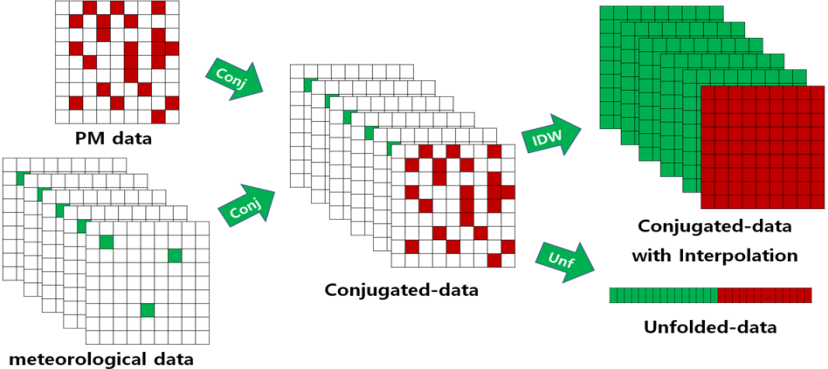 PM data
Conj
meteorological data
Conj
Conjugated-data
IDW
Conjugated-data
with Interpolation
Unf
Unfolded-data